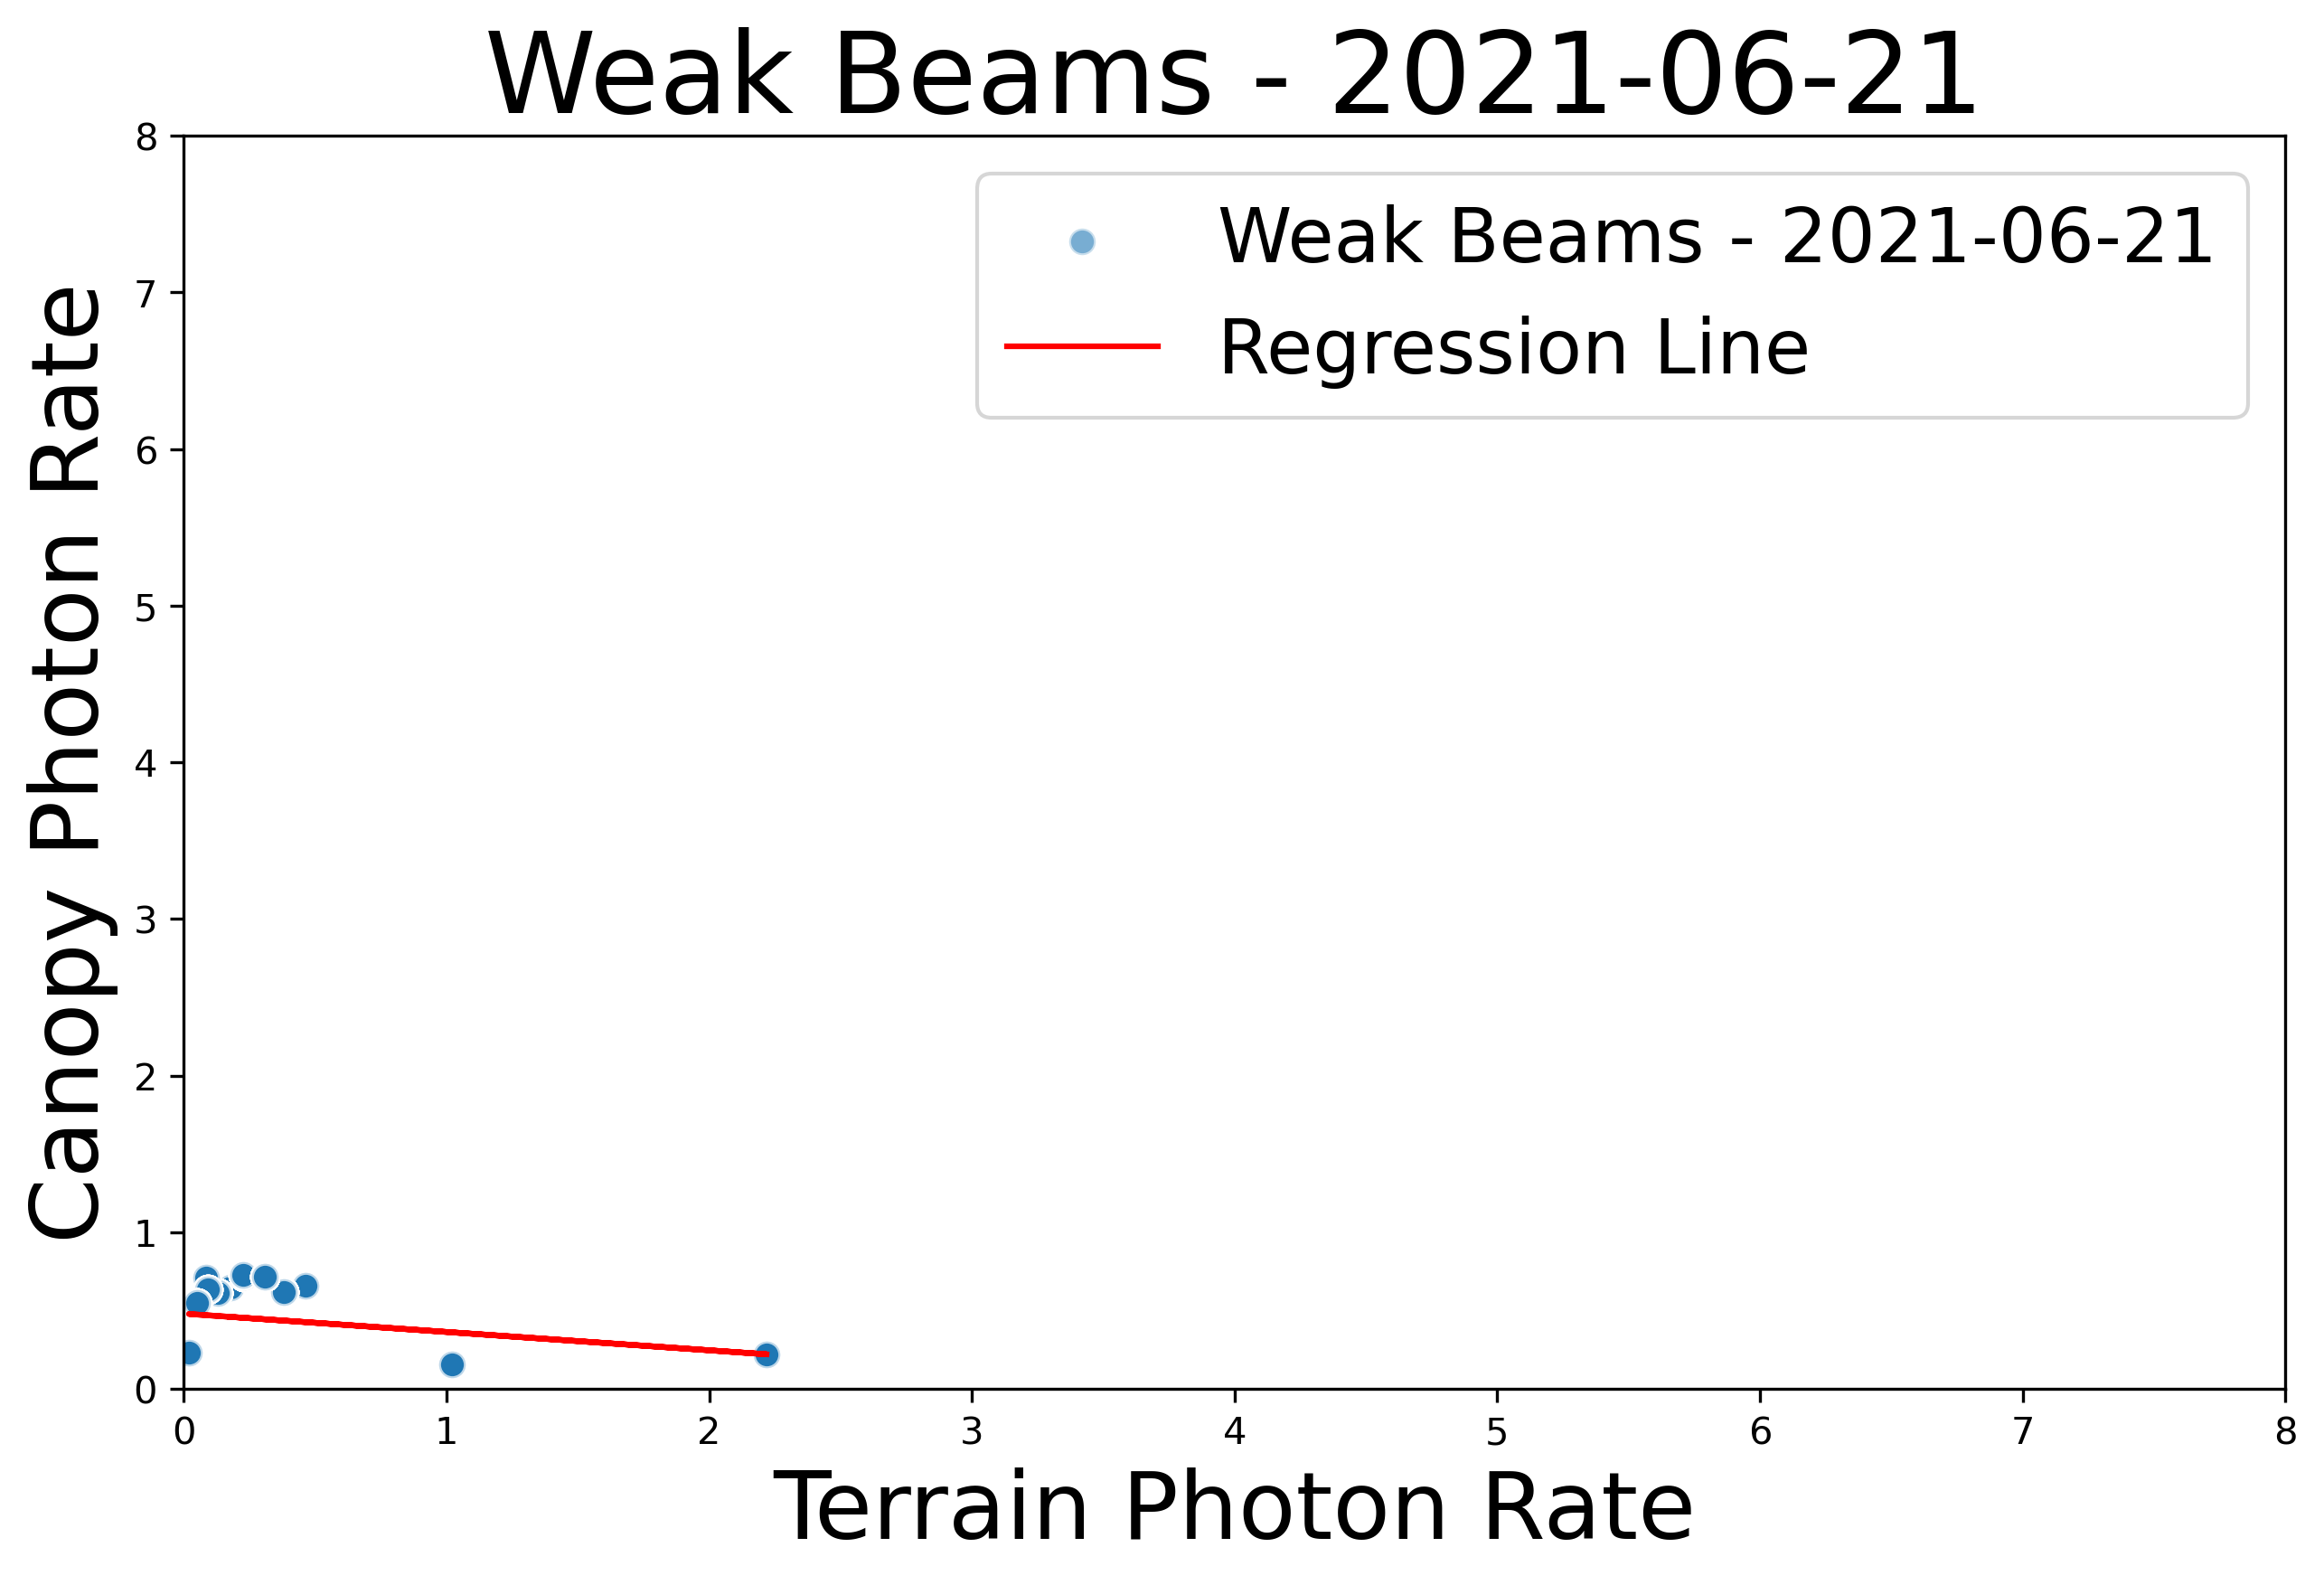 Weak Beams - 2021-06-21
Weak Beams - 2021-06-21
Regression Line
Canopy Photon Rate
8
7
6
5
4
3
2
1
0
0 1 2 3 4 5 6 7 8
Terrain Photon Rate